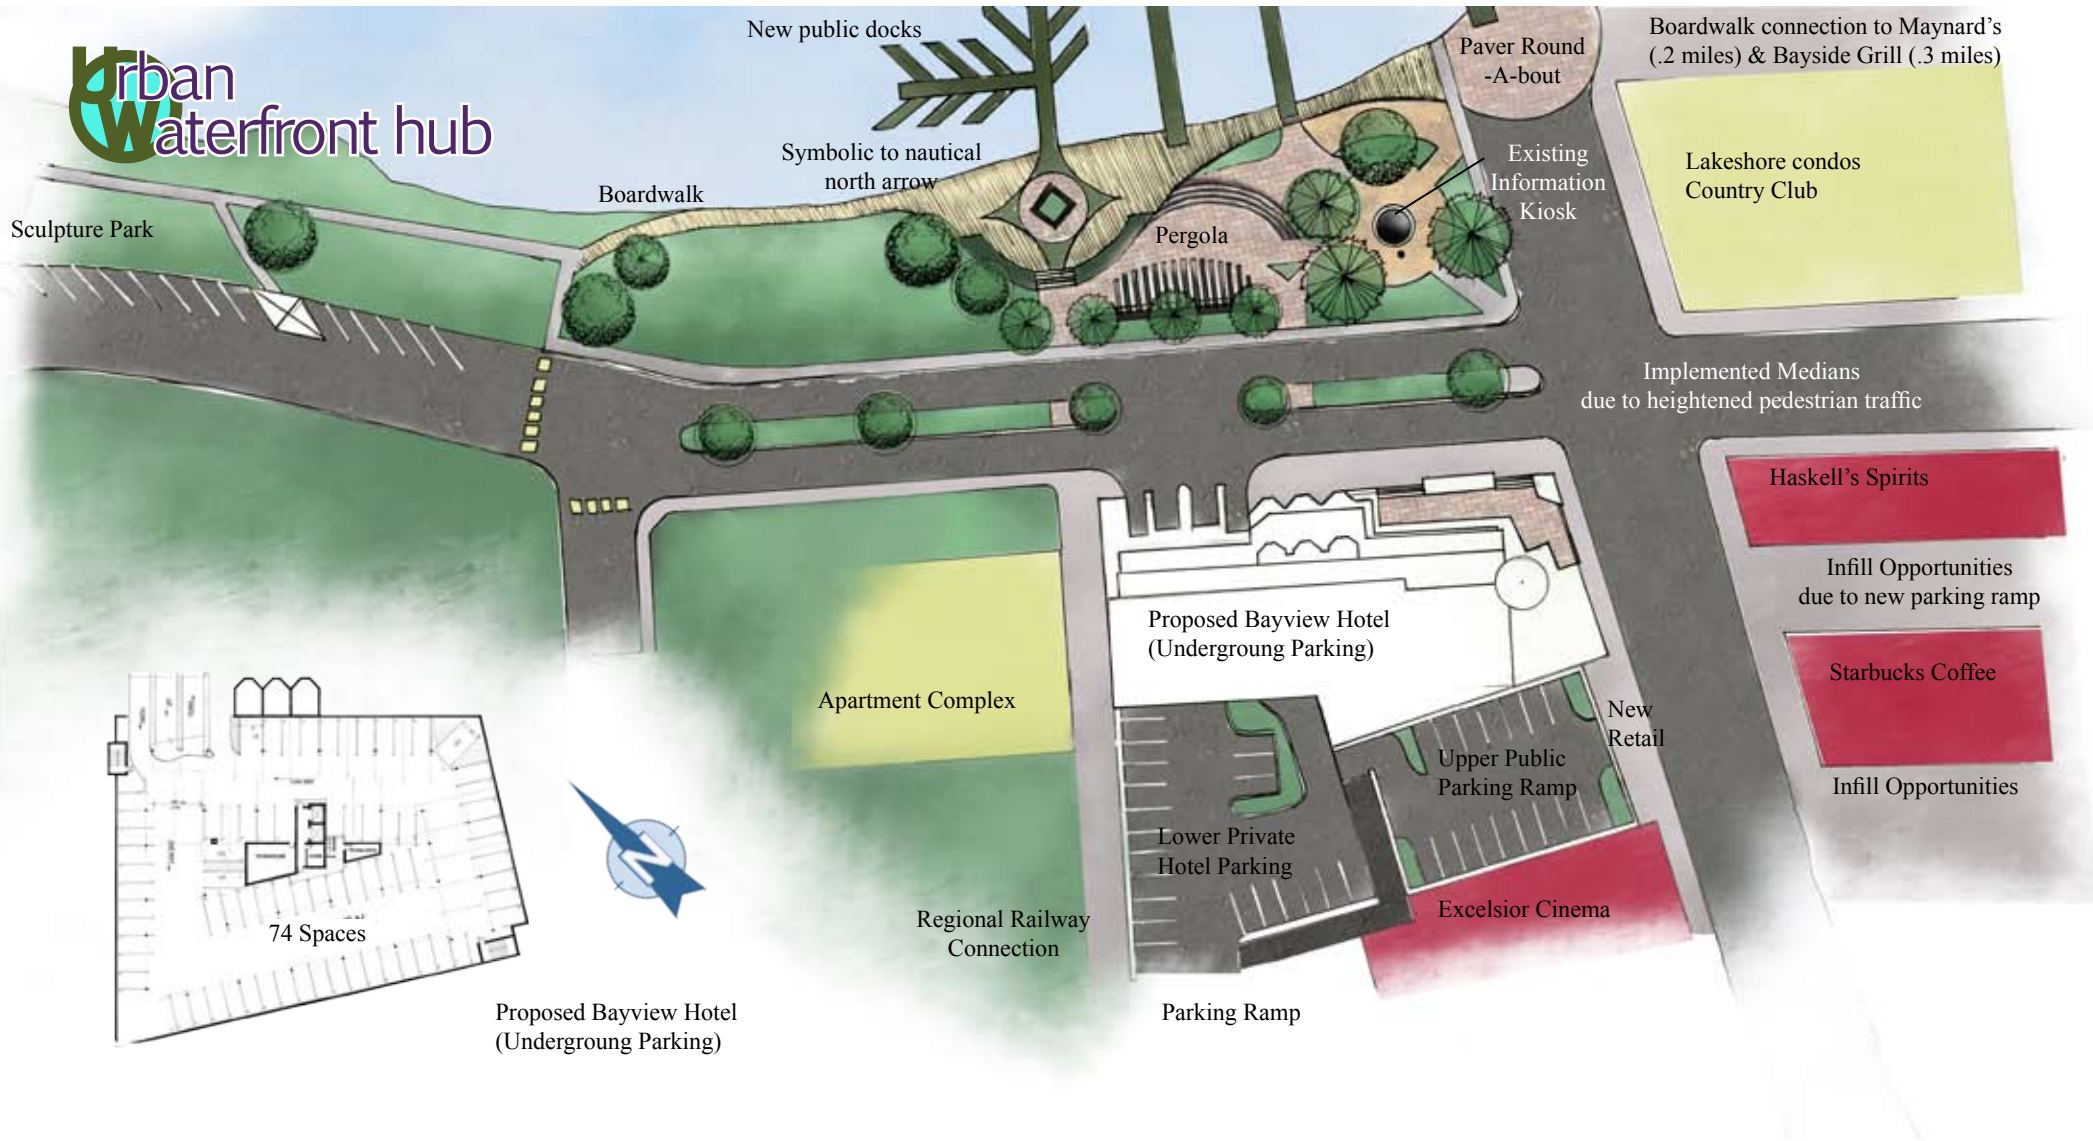 Urban
Waterfront hub
New public docks
Paver Round
-A-bout
Boardwalk connection to Maynard’s
(.2 miles) & Bayside Grill (.3 miles)
Symbolic to nautical
north arrow
Boardwalk
Existing
Information
Kiosk
Lakeshore condos
Country Club
Sculpture Park
Pergola
Implemented Medians
due to heightened pedestrian traffic
Haskell’s Spirits
Infill Opportunities
due to new parking ramp
Proposed Bayview Hotel
(Undergroung Parking)
Starbucks Coffee
Apartment Complex
New
Retail
Upper Public
Parking Ramp
Infill Opportunities
Lower Private
Hotel Parking
N
Excelsior Cinema
Regional Railway
Connection
74 Spaces
Proposed Bayview Hotel
(Undergroung Parking)
Parking Ramp